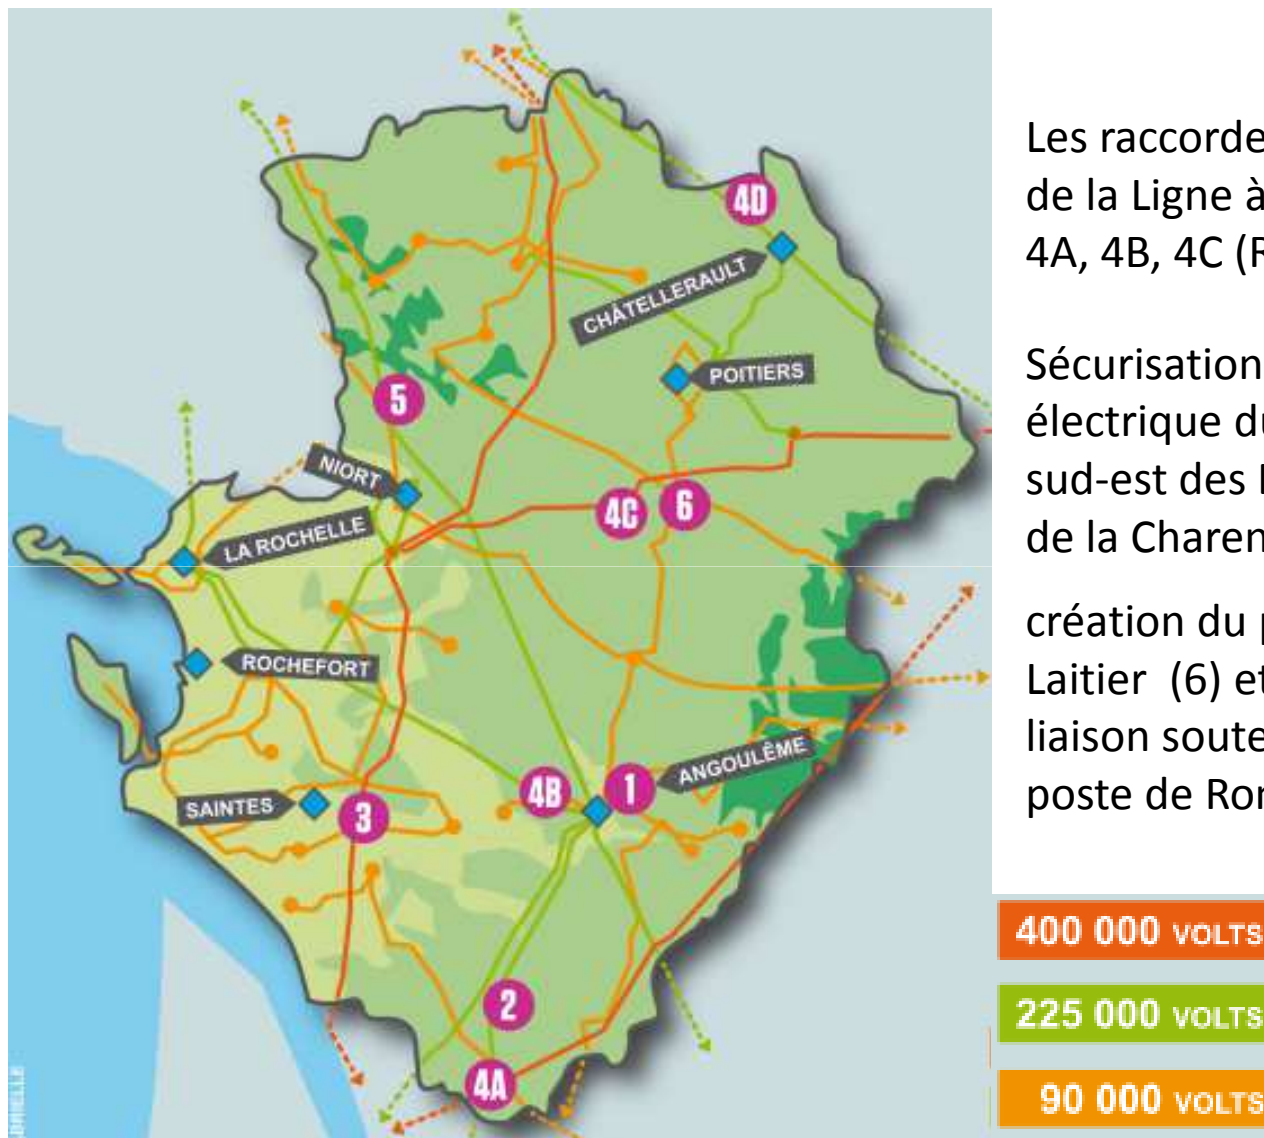 4D
CHÂTELLERAULT
POITIERS
5
NIORT
4C
6
LA ROCHELLE
ROCHEFORT
ANGOULÊME
4B
1
SAINTES
3
2
4A
Les raccorde
de la Ligne à
4A, 4B, 4C (R
Sécurisation
électrique du
sud-est des
de la Charen
création du
Laitier (6) et
liaison soute
poste de Ror
400 000 VOLTS
225 000 VOLTS
90 000 VOLTS